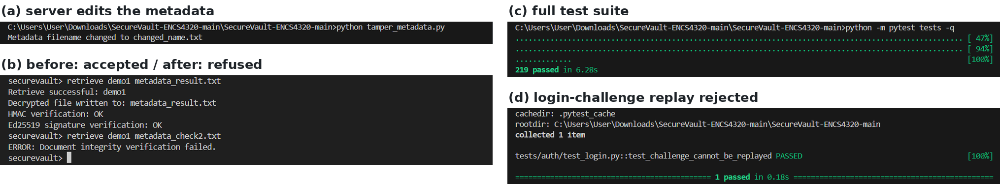 (a) server edits the metadata
C:\Users\User\Downloads\SecureVault-ENCS4320-main\SecureVault-ENCS4320-main>python tamper_metadata.py
Metadata filename changed to changed_name.txt
(b) before: accepted / after: refused
securevault> retrieve demo1 metadata_result.txt
Retrieve successful: demo1
Decrypted file written to: metadata_result.txt
HMAC verification: OK
Ed25519 signature verification: OK
securevault> retrieve demo1 metadata_check2.txt
ERROR: Document integrity verification failed.
securevault>
(c) full test suite
C:\Users\User\Downloads\SecureVault-ENCS4320-main\SecureVault-ENCS4320-main>python -m pytest tests -q
....................................................................................................... [ 47%]
....................................................................................................... [ 94%]
............. [100%]
219 passed in 6.28s
(d) login-challenge replay rejected
cachedir: .pytest_cache
rootdir: C:\Users\User\Downloads\SecureVault-ENCS4320-main\SecureVault-ENCS4320-main
collected 1 item
tests/auth/test_login.py::test_challenge_cannot_be_replayed PASSED [100%]
============================================= 1 passed in 0.18s =============================================